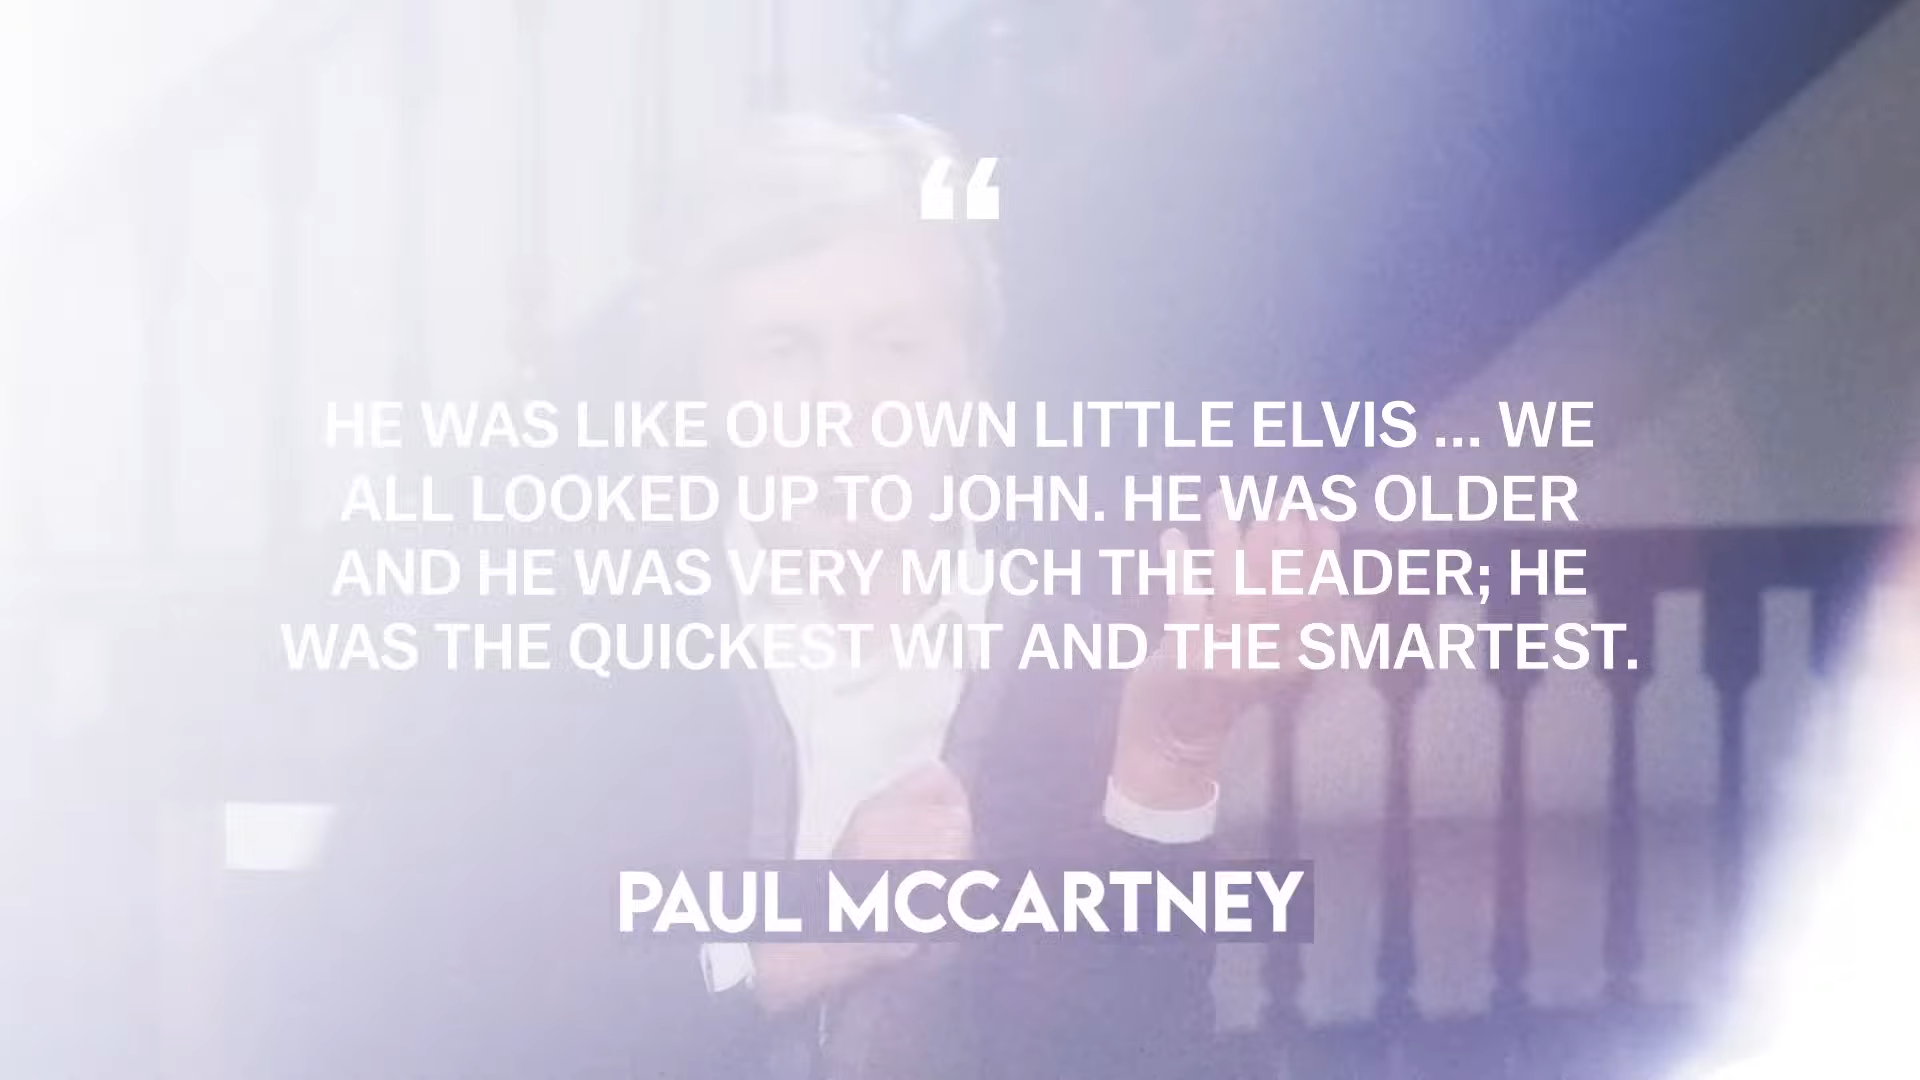 “
HE WAS LIKE OUR OWN LITTLE ELVIS ... WE
ALL LOOKED UP TO JOHN. HE WAS OLDER
AND HE WAS VERY MUCH THE LEADER; HE
WAS THE QUICKEST WIT AND THE SMARTEST.
PAUL MCCARTNEY